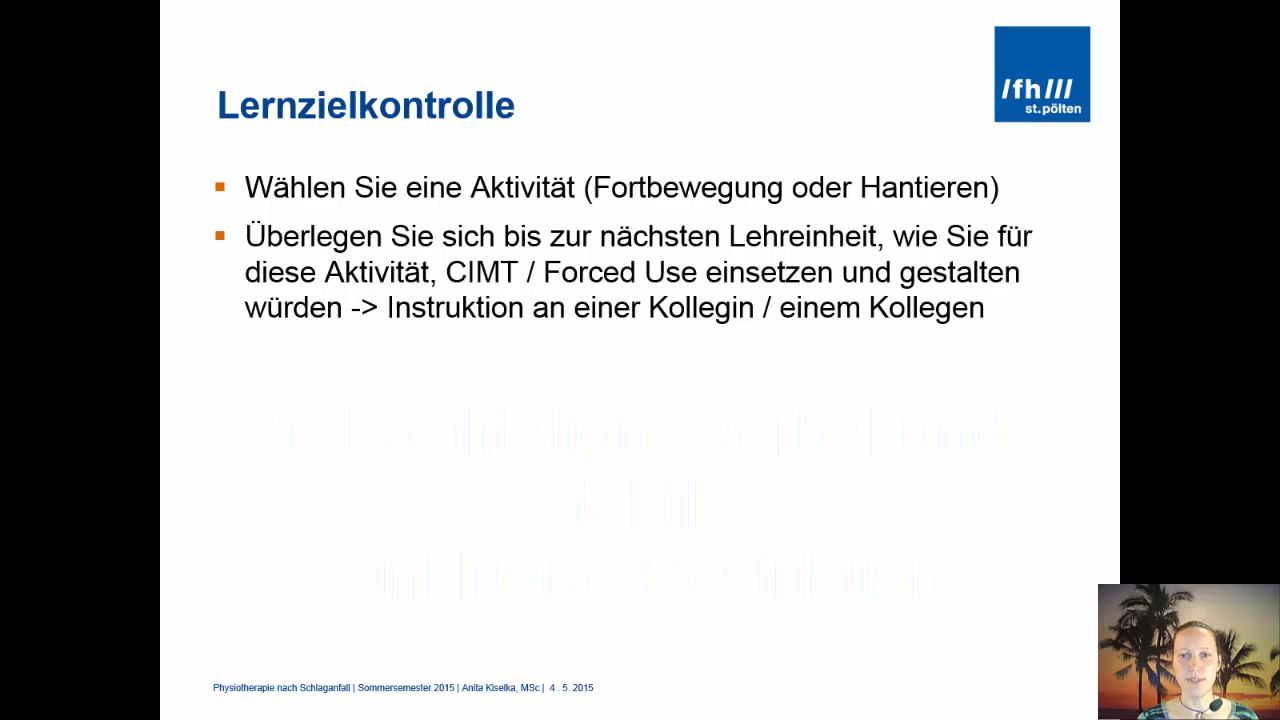 /fh///
st.pölten
Lernzielkontrolle
Wählen Sie eine Aktivität (Fortbewegung oder Hantieren)
Überlegen Sie sich bis zur nächsten Lehreinheit, wie Sie für
diese Aktivität, CIMT / Forced Use einsetzen und gestalten
würden -> Instruktion an einer Kollegin / einem Kollegen
Physiotherapie nach Schlaganfall | Sommersemester 2015 | Anita Kiselka, MSc | 4 . 5. 2015